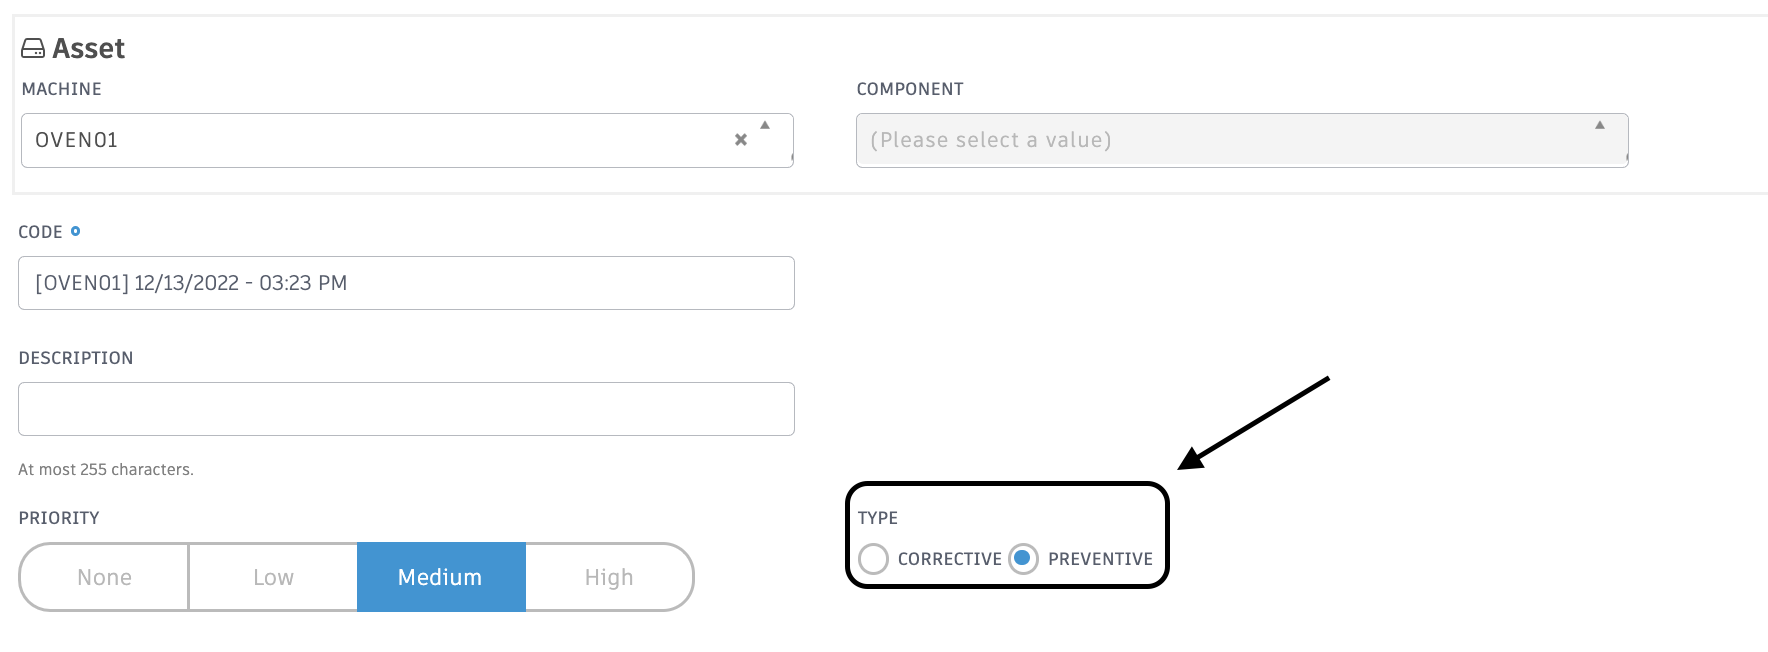 Asset
MACHINE
OVEN01
COMPONENT
(Please select a value)
CODE
[OVEN01] 12/13/2022 - 03:23 PM
DESCRIPTION
At most 255 characters.
PRIORITY
None Low Medium High
TYPE
CORRECTIVE PREVENTIVE